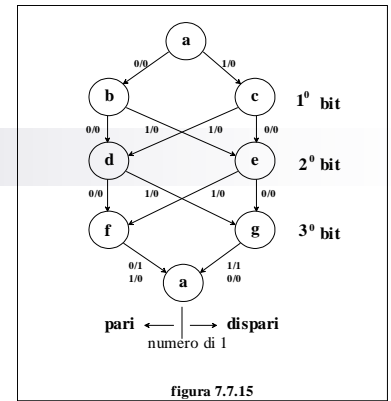 a
0/0 1/0
b c 1⁰ bit
0/0 1/0 1/0 0/0
d e 2⁰ bit
0/0 1/0 1/0 0/0
f g 3⁰ bit
0/1 1/1
1/0 a 0/0
pari dispari
numero di 1
figura 7.7.15